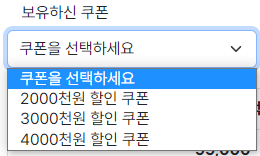 보유하신 쿠폰
쿠폰을 선택하세요
쿠폰을 선택하세요
2000천원 할인 쿠폰
3000천원 할인 쿠폰
4000천원 할인 쿠폰